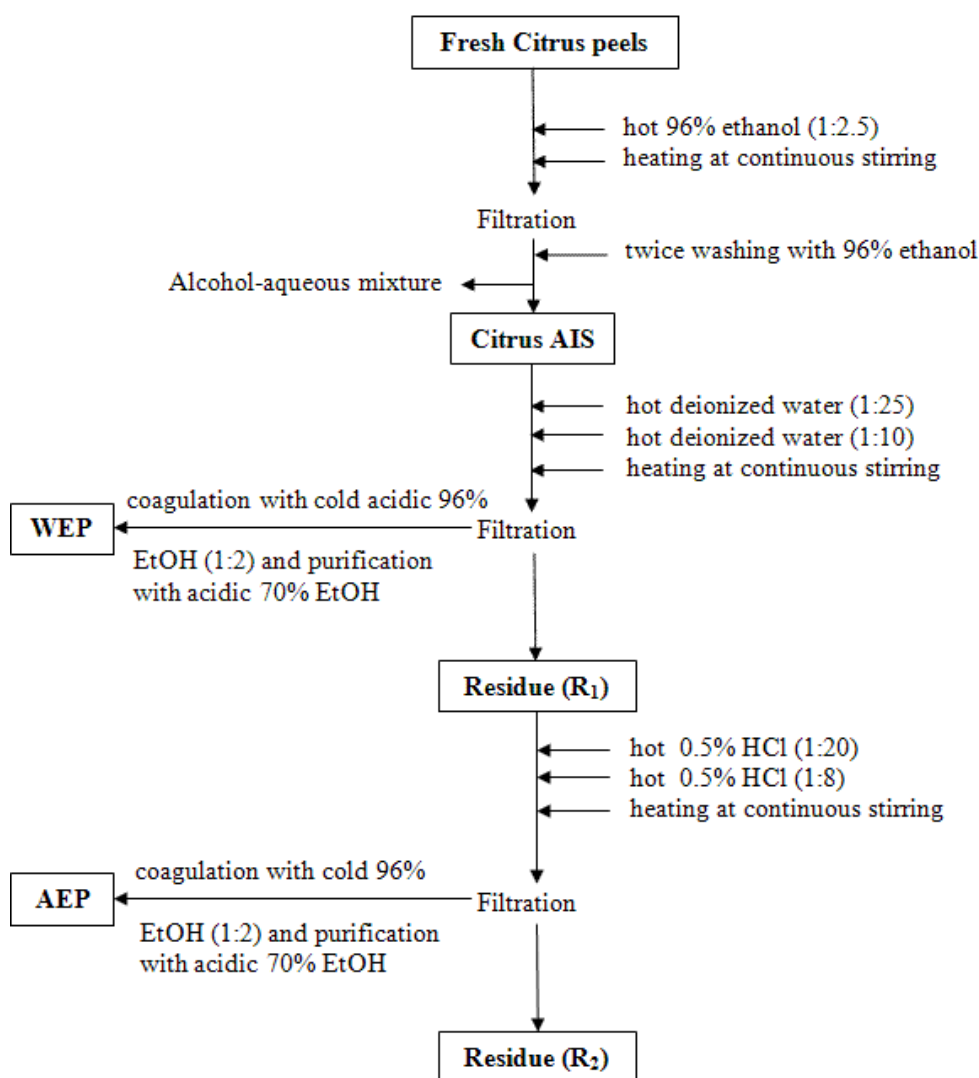 Fresh Citrus peels
hot 96% ethanol (1:2.5)
heating at continuous stirring
Filtration
twice washing with 96% ethanol
Alcohol-aqueous mixture
Citrus AIS
hot deionized water (1:25)
hot deionized water (1:10)
heating at continuous stirring
coagulation with cold acidic 96%
WEP
Filtration
EtOH (1:2) and purification
with acidic 70% EtOH
Residue (R₁)
hot 0.5% HCl (1:20)
hot 0.5% HCl (1:8)
heating at continuous stirring
coagulation with cold 96%
AEP
Filtration
EtOH (1:2) and purification
with acidic 70% EtOH
Residue (R₂)